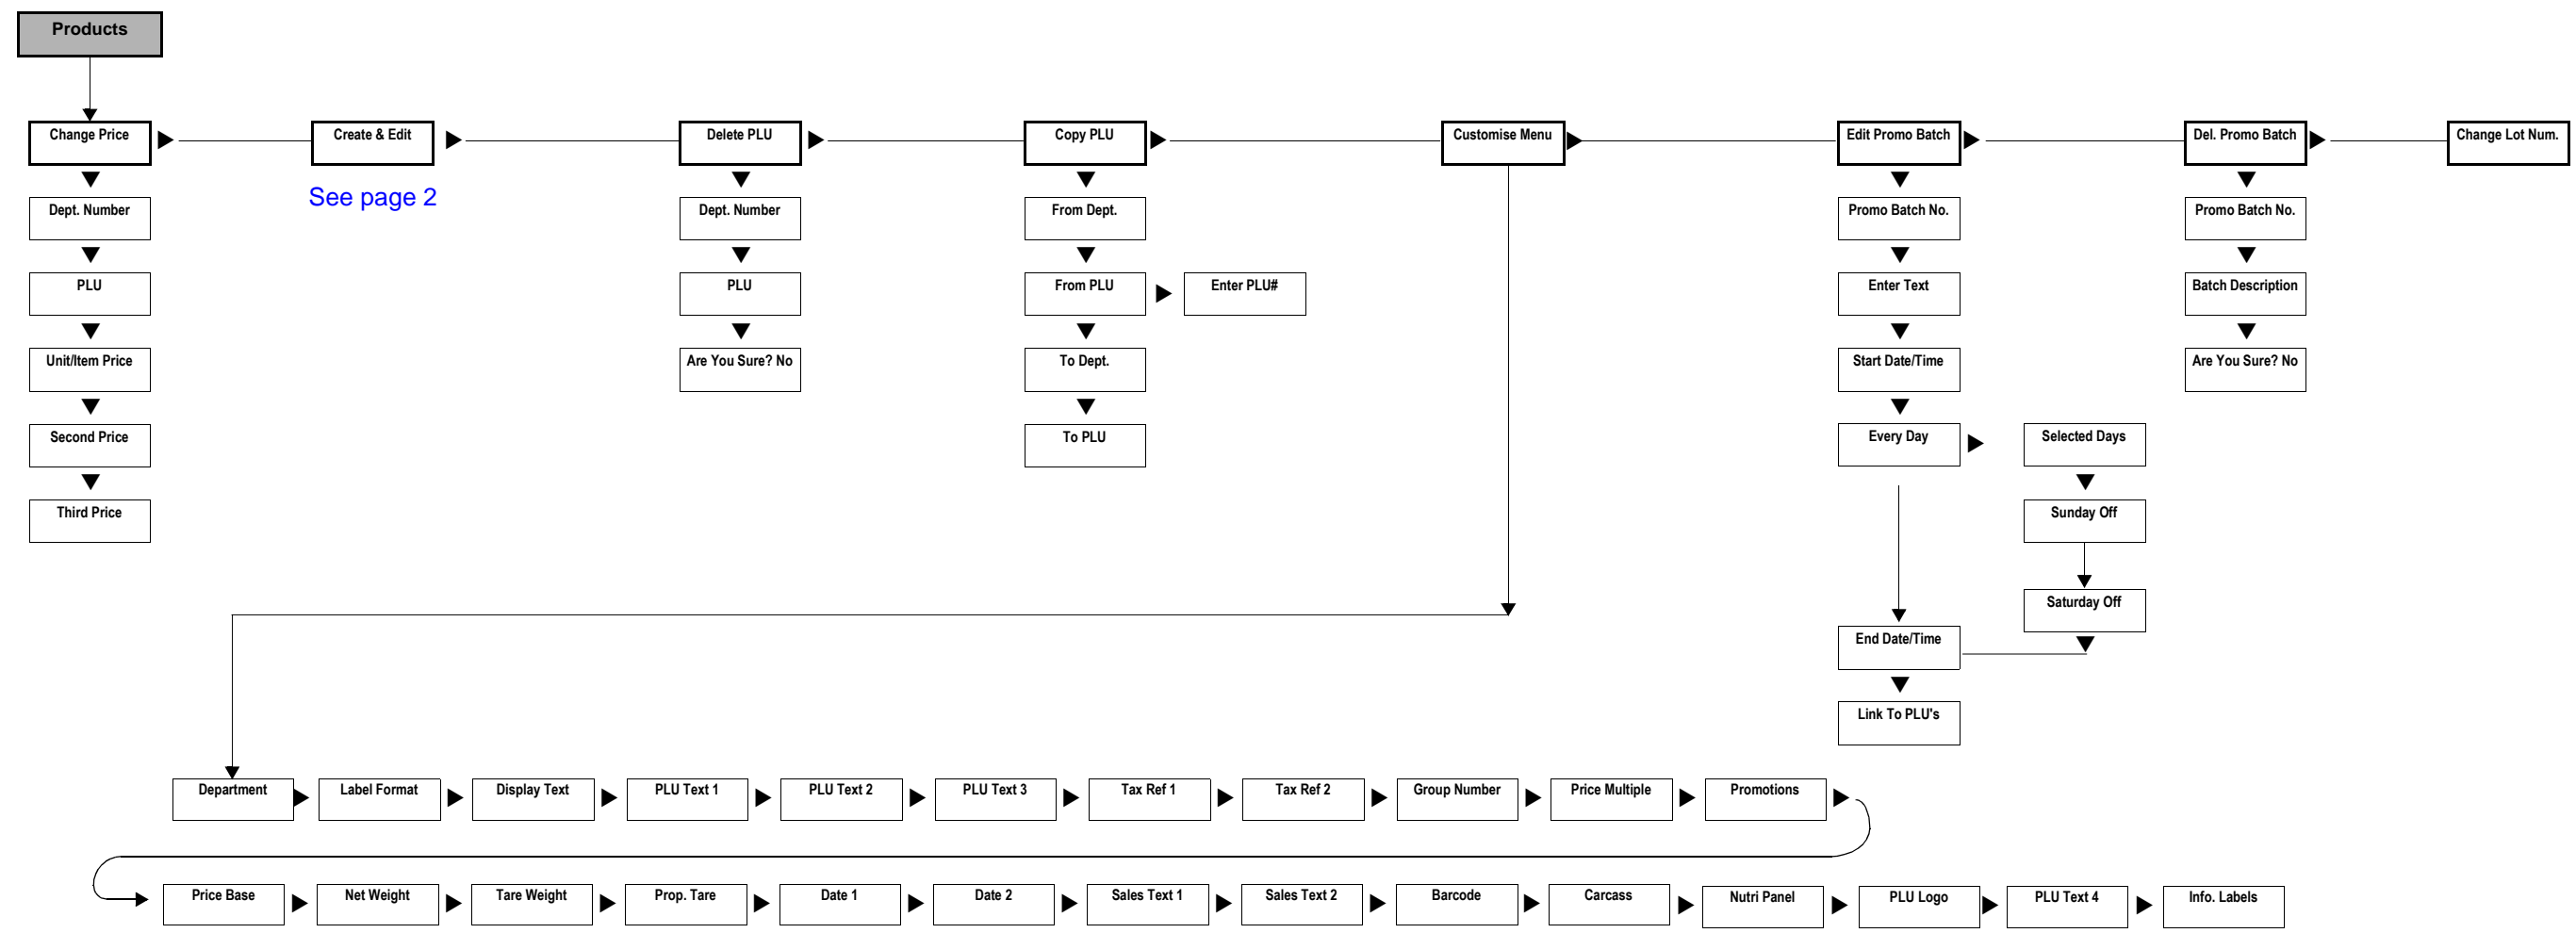 Products
Change Price
Create & Edit
Delete PLU
Copy PLU
Customise Menu
Edit Promo Batch
Del. Promo Batch
Change Lot Num.
See page 2
Dept. Number
Dept. Number
From Dept.
Promo Batch No.
Promo Batch No.
PLU
PLU
From PLU
Enter PLU#
Enter Text
Batch Description
Unit/Item Price
Are You Sure? No
To Dept.
Start Date/Time
Are You Sure? No
Second Price
To PLU
Every Day
Selected Days
Third Price
Sunday Off
Saturday Off
End Date/Time
Link To PLU's
Department
Label Format
Display Text
PLU Text 1
PLU Text 2
PLU Text 3
Tax Ref 1
Tax Ref 2
Group Number
Price Multiple
Promotions
Price Base
Net Weight
Tare Weight
Prop. Tare
Date 1
Date 2
Sales Text 1
Sales Text 2
Barcode
Carcass
Nutri Panel
PLU Logo
PLU Text 4
Info. Labels